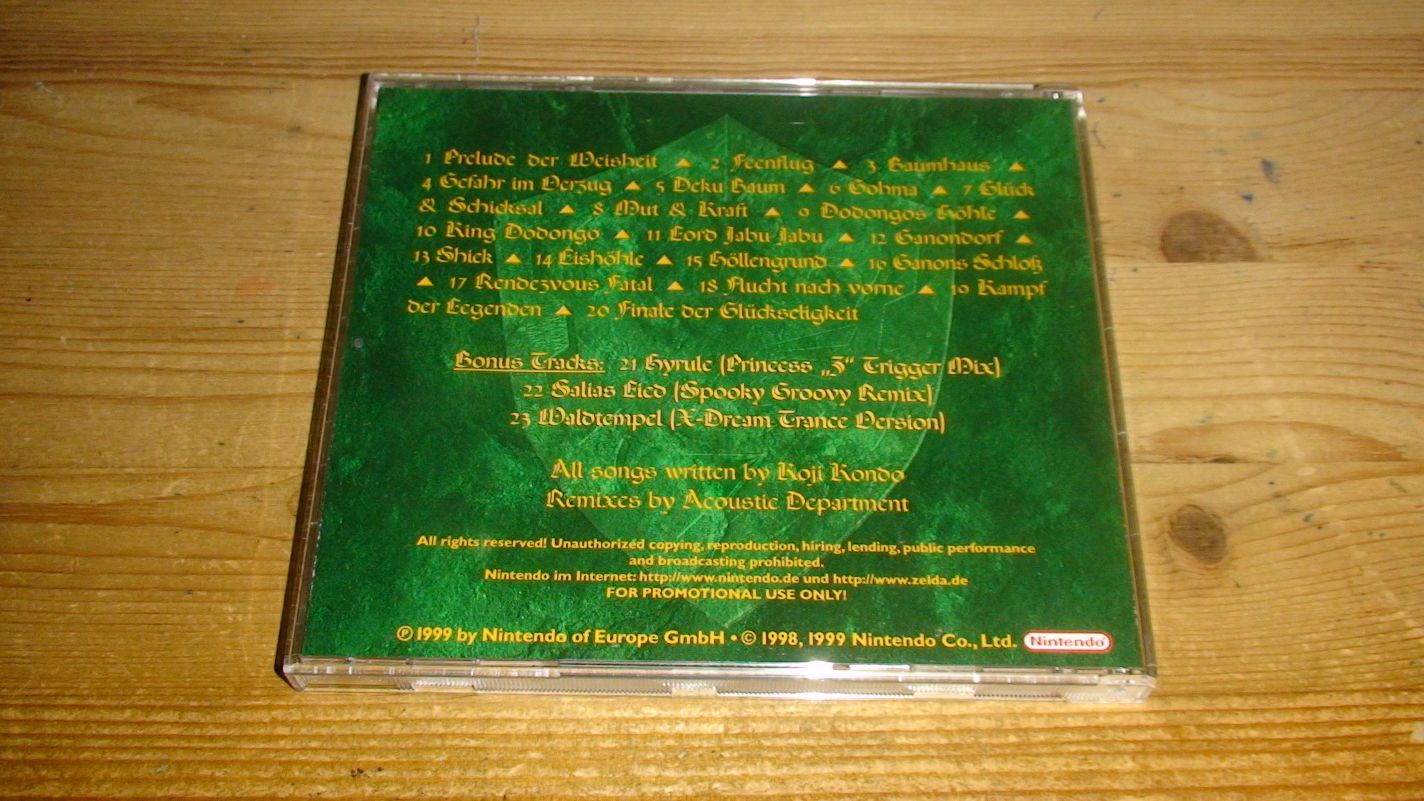 1 Prelude der Weisheit ▲ 2 Feenflug ▲ 3 Baumhaus ▲
4 Gefahr im Verzug ▲ 5 Deku Baum ▲ 6 Gohma ▲ 7 Glück
& Schicksal ▲ 8 Mut & Kraft ▲ 9 Dodongos Höhle ▲
10 King Dodongo ▲ 11 Lord Jabu Jabu ▲ 12 Ganondorf ▲
13 Shiek ▲ 14 Eishöhle ▲ 15 Höllengrund ▲ 16 Ganons Schloß
▲ 17 Rendezvous Fatal ▲ 18 Flucht nach vorne ▲ 19 Kampf
der Legenden ▲ 20 Finale der Glückseligkeit
Bonus Tracks: 21 Hyrule (Princess „Z“ Trigger Mix)
22 Salias Lied (Spooky Groovy Remix)
23 Waldtempel (X-Dream Trance Version)
All songs written by Koji Kondo
Remixes by Acoustic Department
All rights reserved! Unauthorized copying, reproduction, hiring, lending, public performance
and broadcasting prohibited.
Nintendo im Internet: http://www.nintendo.de und http://www.zelda.de
FOR PROMOTIONAL USE ONLY!
℗ 1999 by Nintendo of Europe GmbH • © 1998, 1999 Nintendo Co., Ltd. Nintendo